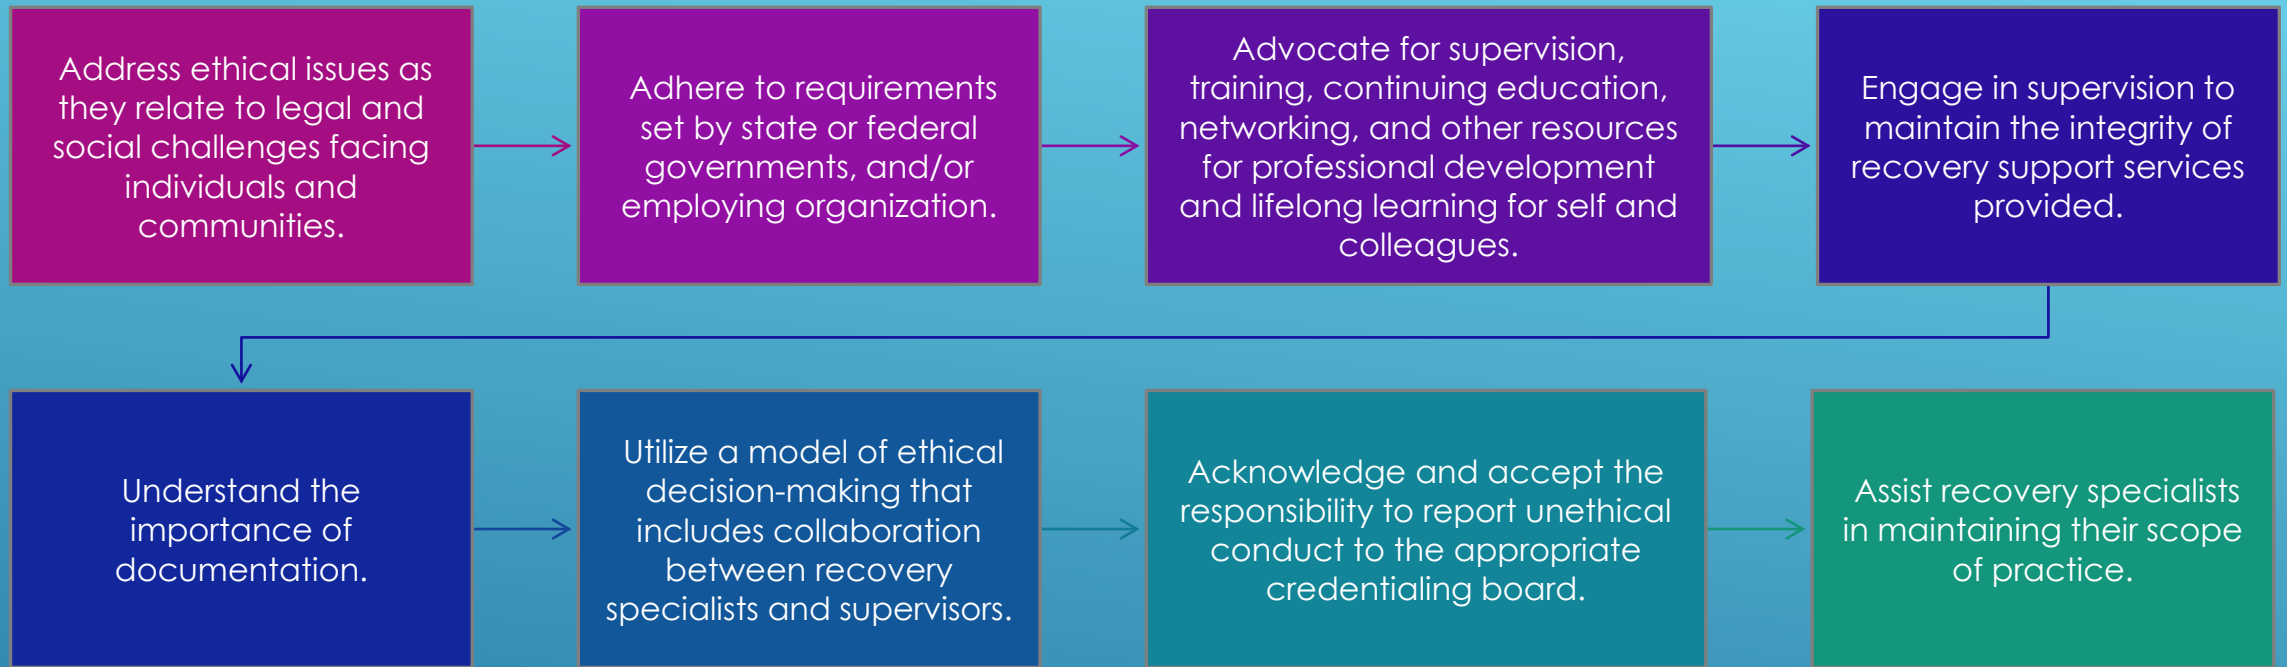 Address ethical issues as
they relate to legal and
social challenges facing
individuals and
communities.
Adhere to requirements
set by state or federal
governments, and/or
employing organization.
Advocate for supervision,
training, continuing education,
networking, and other resources
for professional development
and lifelong learning for self and
colleagues.
Engage in supervision to
maintain the integrity of
recovery support services
provided.
Understand the
importance of
documentation.
Utilize a model of ethical
decision-making that
includes collaboration
between recovery
specialists and supervisors.
Acknowledge and accept the
responsibility to report unethical
conduct to the appropriate
credentialing board.
Assist recovery specialists
in maintaining their scope
of practice.